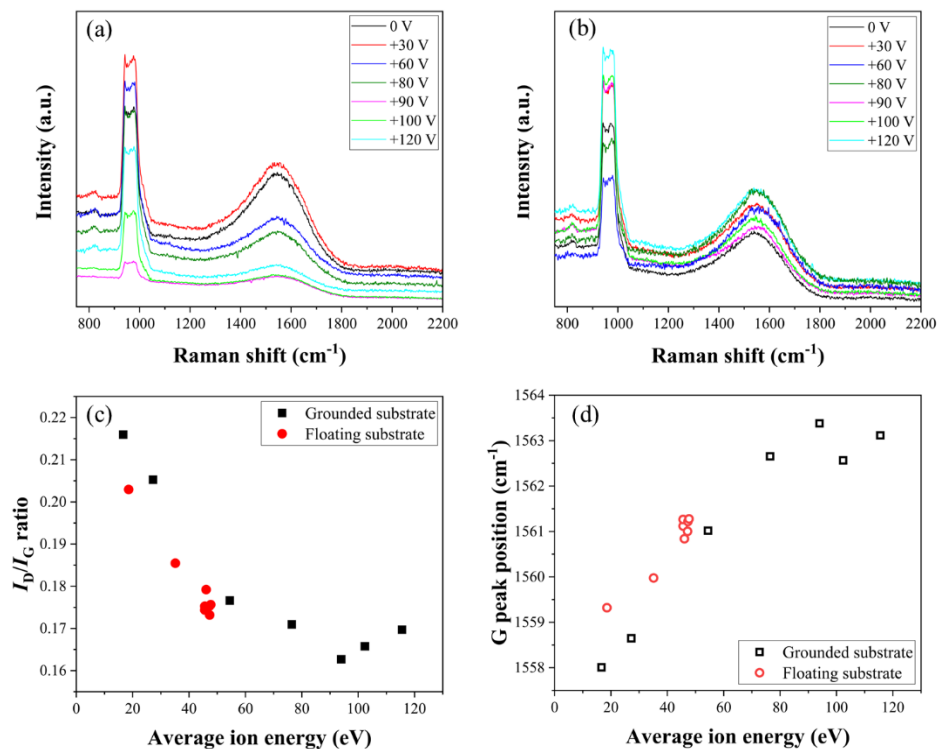 (a)
0 V
+30 V
+60 V
+80 V
+90 V
+100 V
+120 V
Intensity (a.u.)
800 1000 1200 1400 1600 1800 2000 2200
Raman shift (cm⁻¹)
(b)
0 V
+30 V
+60 V
+80 V
+90 V
+100 V
+120 V
Intensity (a.u.)
800 1000 1200 1400 1600 1800 2000 2200
Raman shift (cm⁻¹)
(c)
Grounded substrate
Floating substrate
0.22
0.21
0.20
0.19
0.18
0.17
0.16
I_D/I_G ratio
0 20 40 60 80 100 120
Average ion energy (eV)
(d)
1564
1563
1562
1561
1560
1559
1558
G peak position (cm⁻¹)
Grounded substrate
Floating substrate
0 20 40 60 80 100 120
Average ion energy (eV)